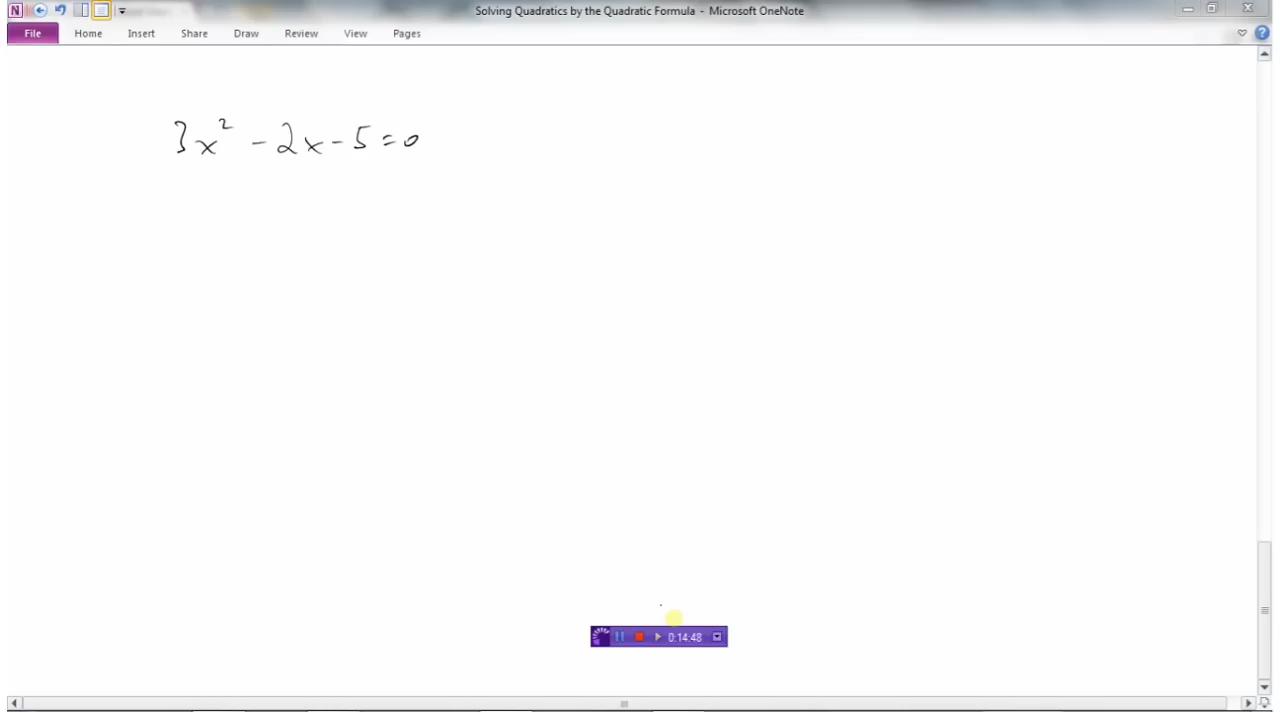 Solving Quadratics by the Quadratic Formula - Microsoft OneNote
File Home Insert Share Draw Review View Pages
3x² - 2x - 5 = 0
0:14:48